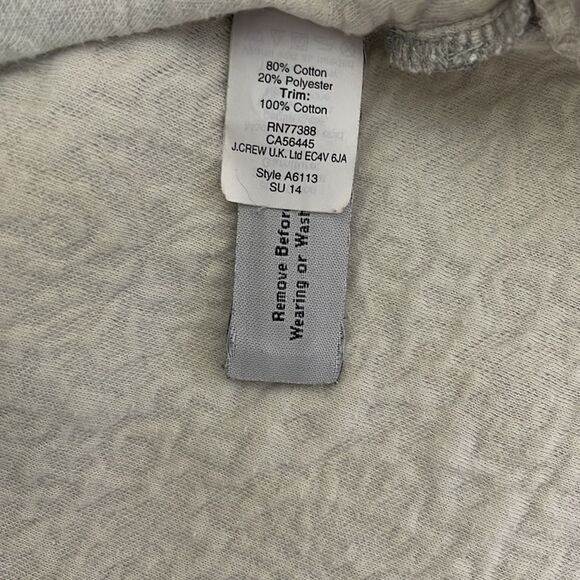 80% Cotton
20% Polyester
Trim:
100% Cotton
RN77388
CA56445
J.CREW U.K. Ltd EC4V 6JA
Style A6113
SU 14
Remove Before
Wearing or Wash